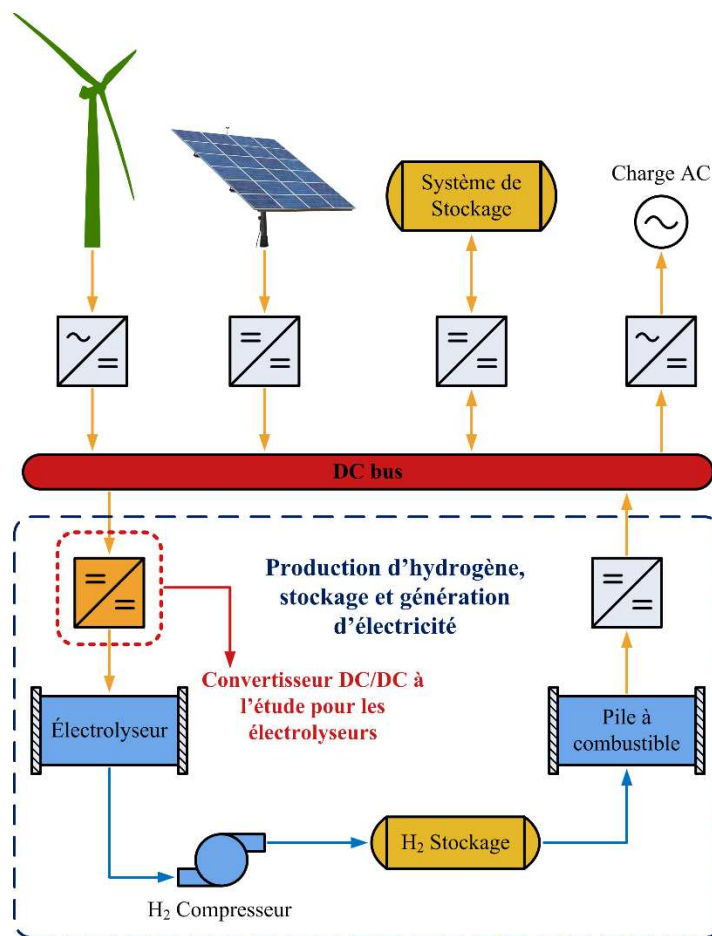 Système de
Stockage
Charge AC
DC bus
Production d’hydrogène,
stockage et génération
d’électricité
Convertisseur DC/DC à
l’étude pour les
électrolyseurs
Électrolyseur
Pile à
combustible
H₂ Stockage
H₂ Compresseur